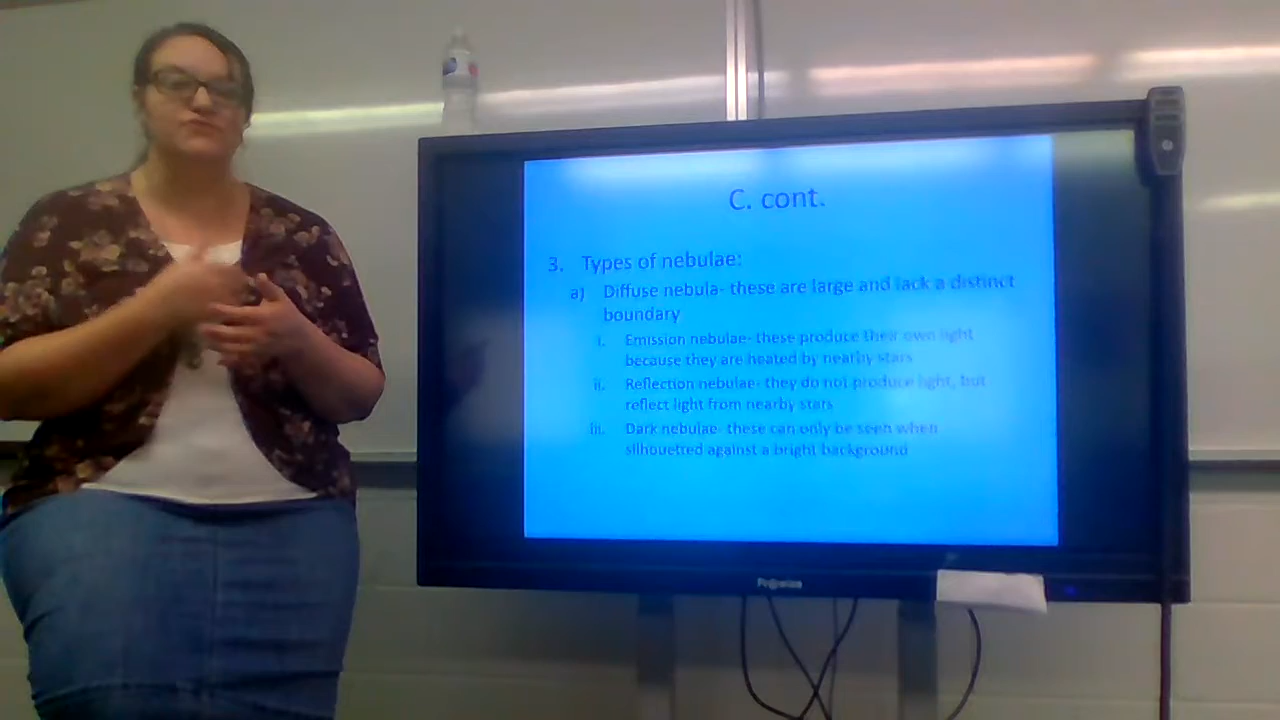 C. cont.
3. Types of nebulae:
a) Diffuse nebula- these are large and lack a distinct
boundary
i. Emission nebulae- these produce their own light
because they are heated by nearby stars
ii. Reflection nebulae- they do not produce light, but
reflect light from nearby stars
iii. Dark nebulae- these can only be seen when
silhouetted against a bright background
Promethean